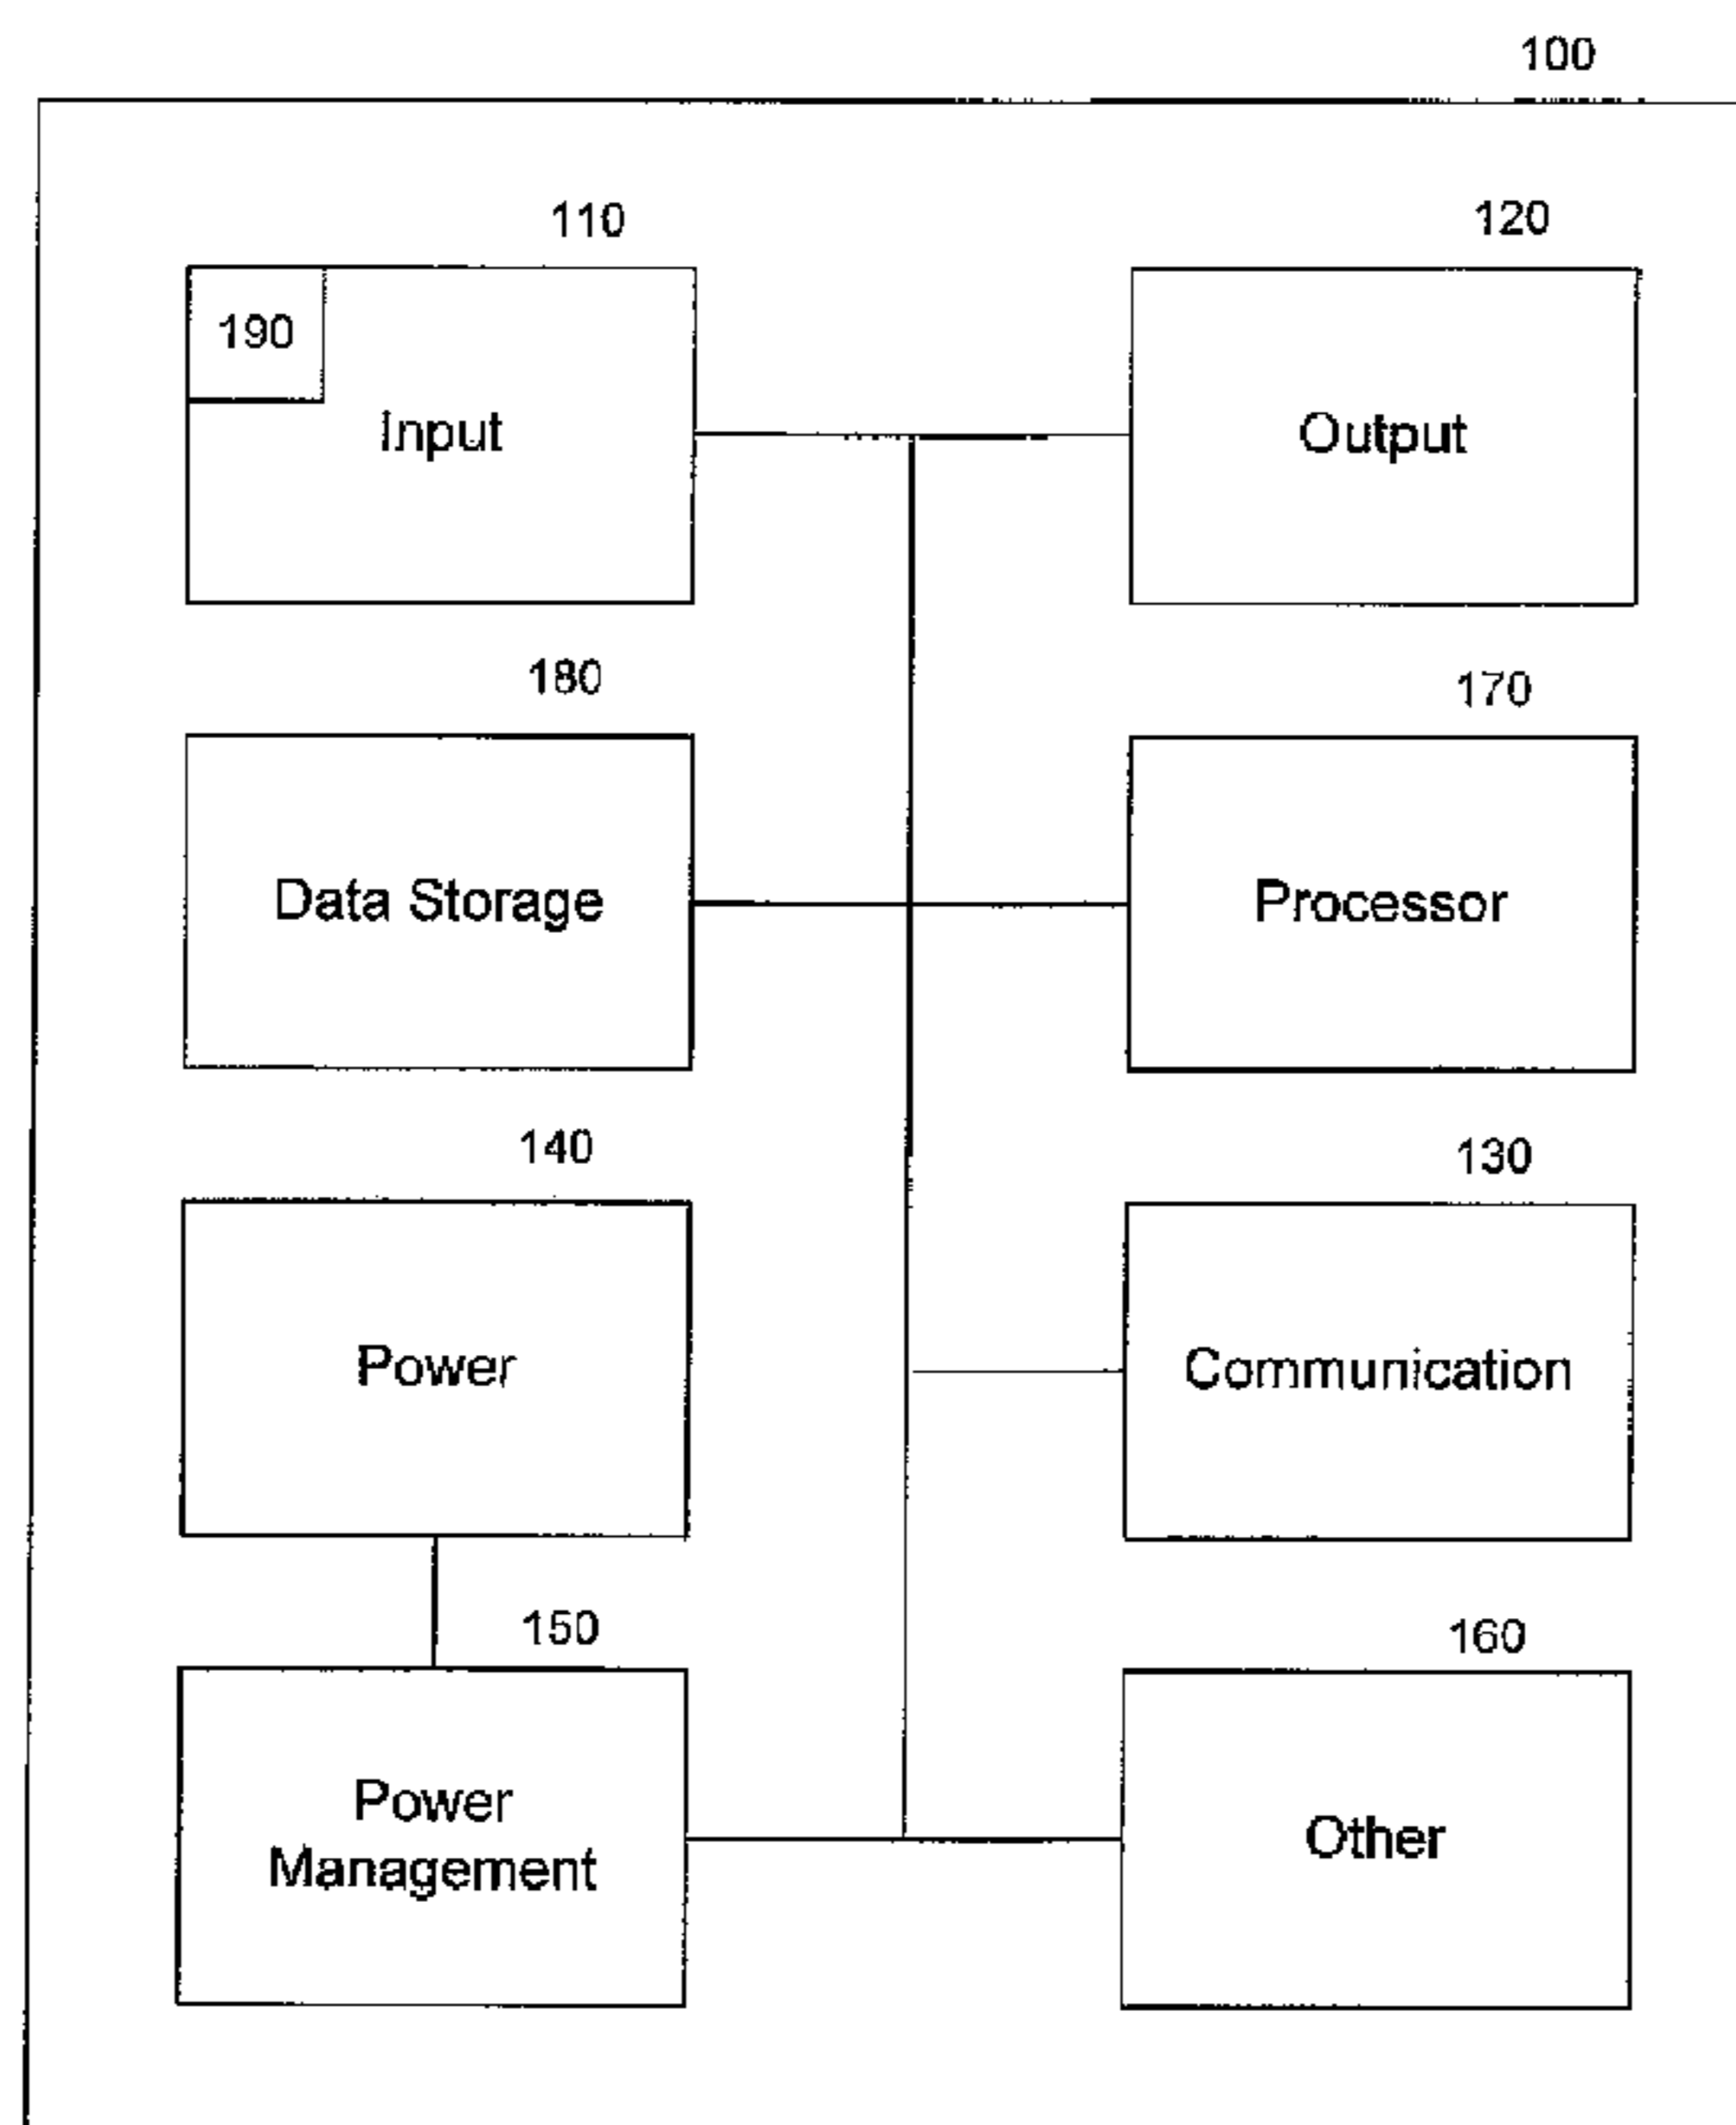 100
110
120
190
Input
Output
180
170
Data Storage
Processor
140
130
Power
Communication
150
160
Power
Management
Other